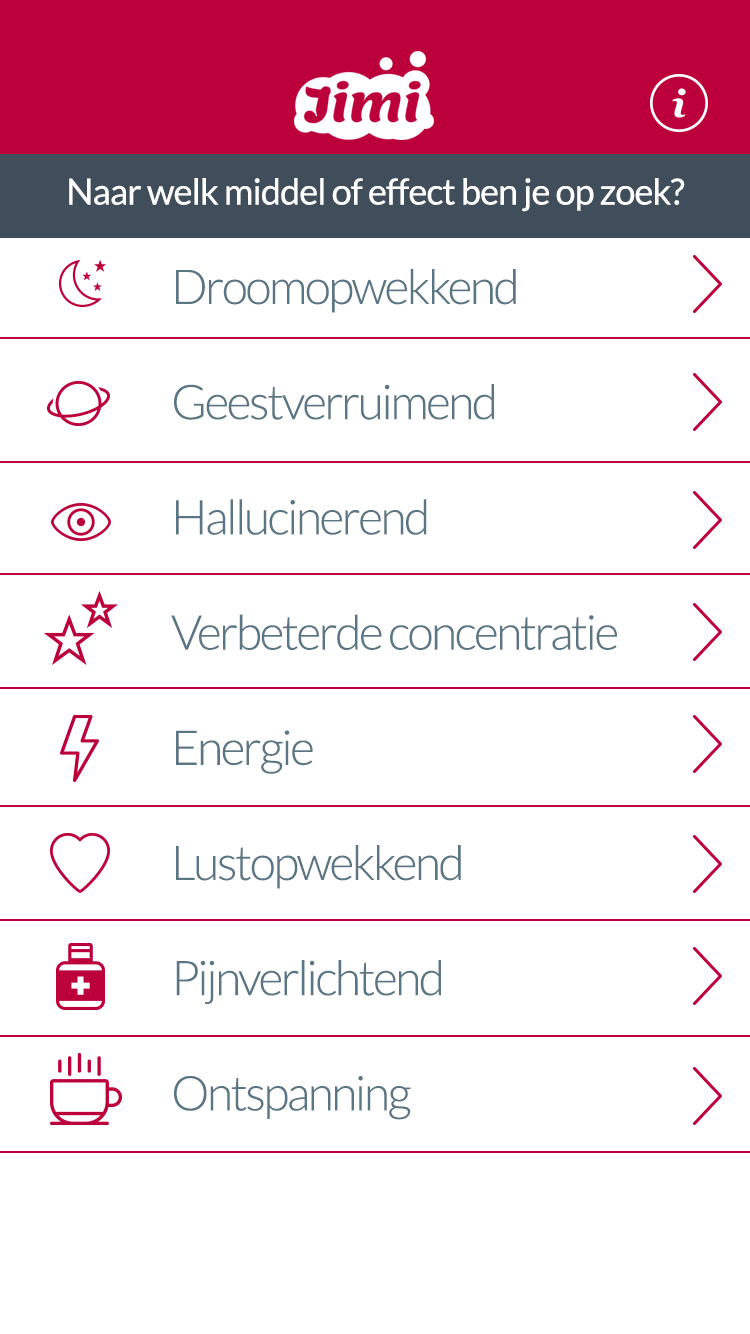 Jimi
i
Naar welk middel of effect ben je op zoek?
Droomopwekkend
Geestverruimend
Hallucinerend
Verbeterde concentratie
Energie
Lustopwekkend
Pijnverlichtend
Ontspanning